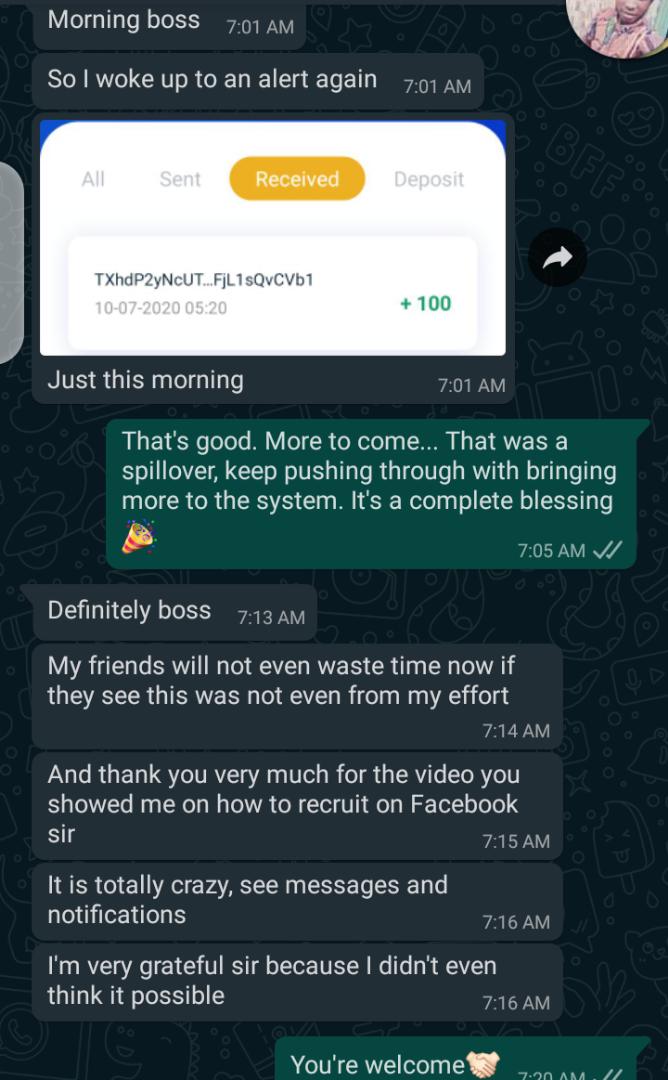 Morning boss 7:01 AM
So I woke up to an alert again 7:01 AM
All Sent Received Deposit
TXhdP2yNcUT...FjL1sQvCVb1
10-07-2020 05:20
+ 100
Just this morning 7:01 AM
That's good. More to come... That was a
spillover, keep pushing through with bringing
more to the system. It's a complete blessing
🎉
7:05 AM
Definitely boss 7:13 AM
My friends will not even waste time now if
they see this was not even from my effort
7:14 AM
And thank you very much for the video you
showed me on how to recruit on Facebook
sir 7:15 AM
It is totally crazy, see messages and
notifications 7:16 AM
I'm very grateful sir because I didn't even
think it possible 7:16 AM
You're welcome🤝🏻 7:20 AM